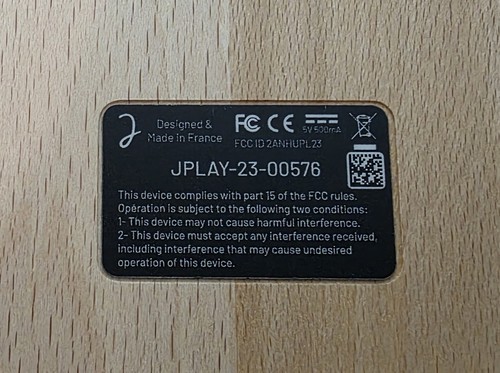 Designed &
Made in France
FC CE
5V 500mA
FCC ID 2ANHUPL23
JPLAY-23-00576
This device complies with part 15 of the FCC rules.
Opération is subject to the following two conditions:
1- This device may not cause harmful interference.
2- This device must accept any interference received,
including interference that may cause undesired
operation of this device.